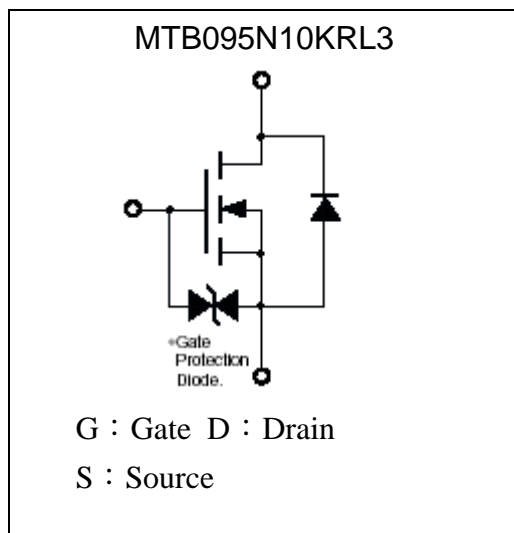 MTB095N10KRL3
*Gate
Protection
Diode.
G：Gate D：Drain
S：Source